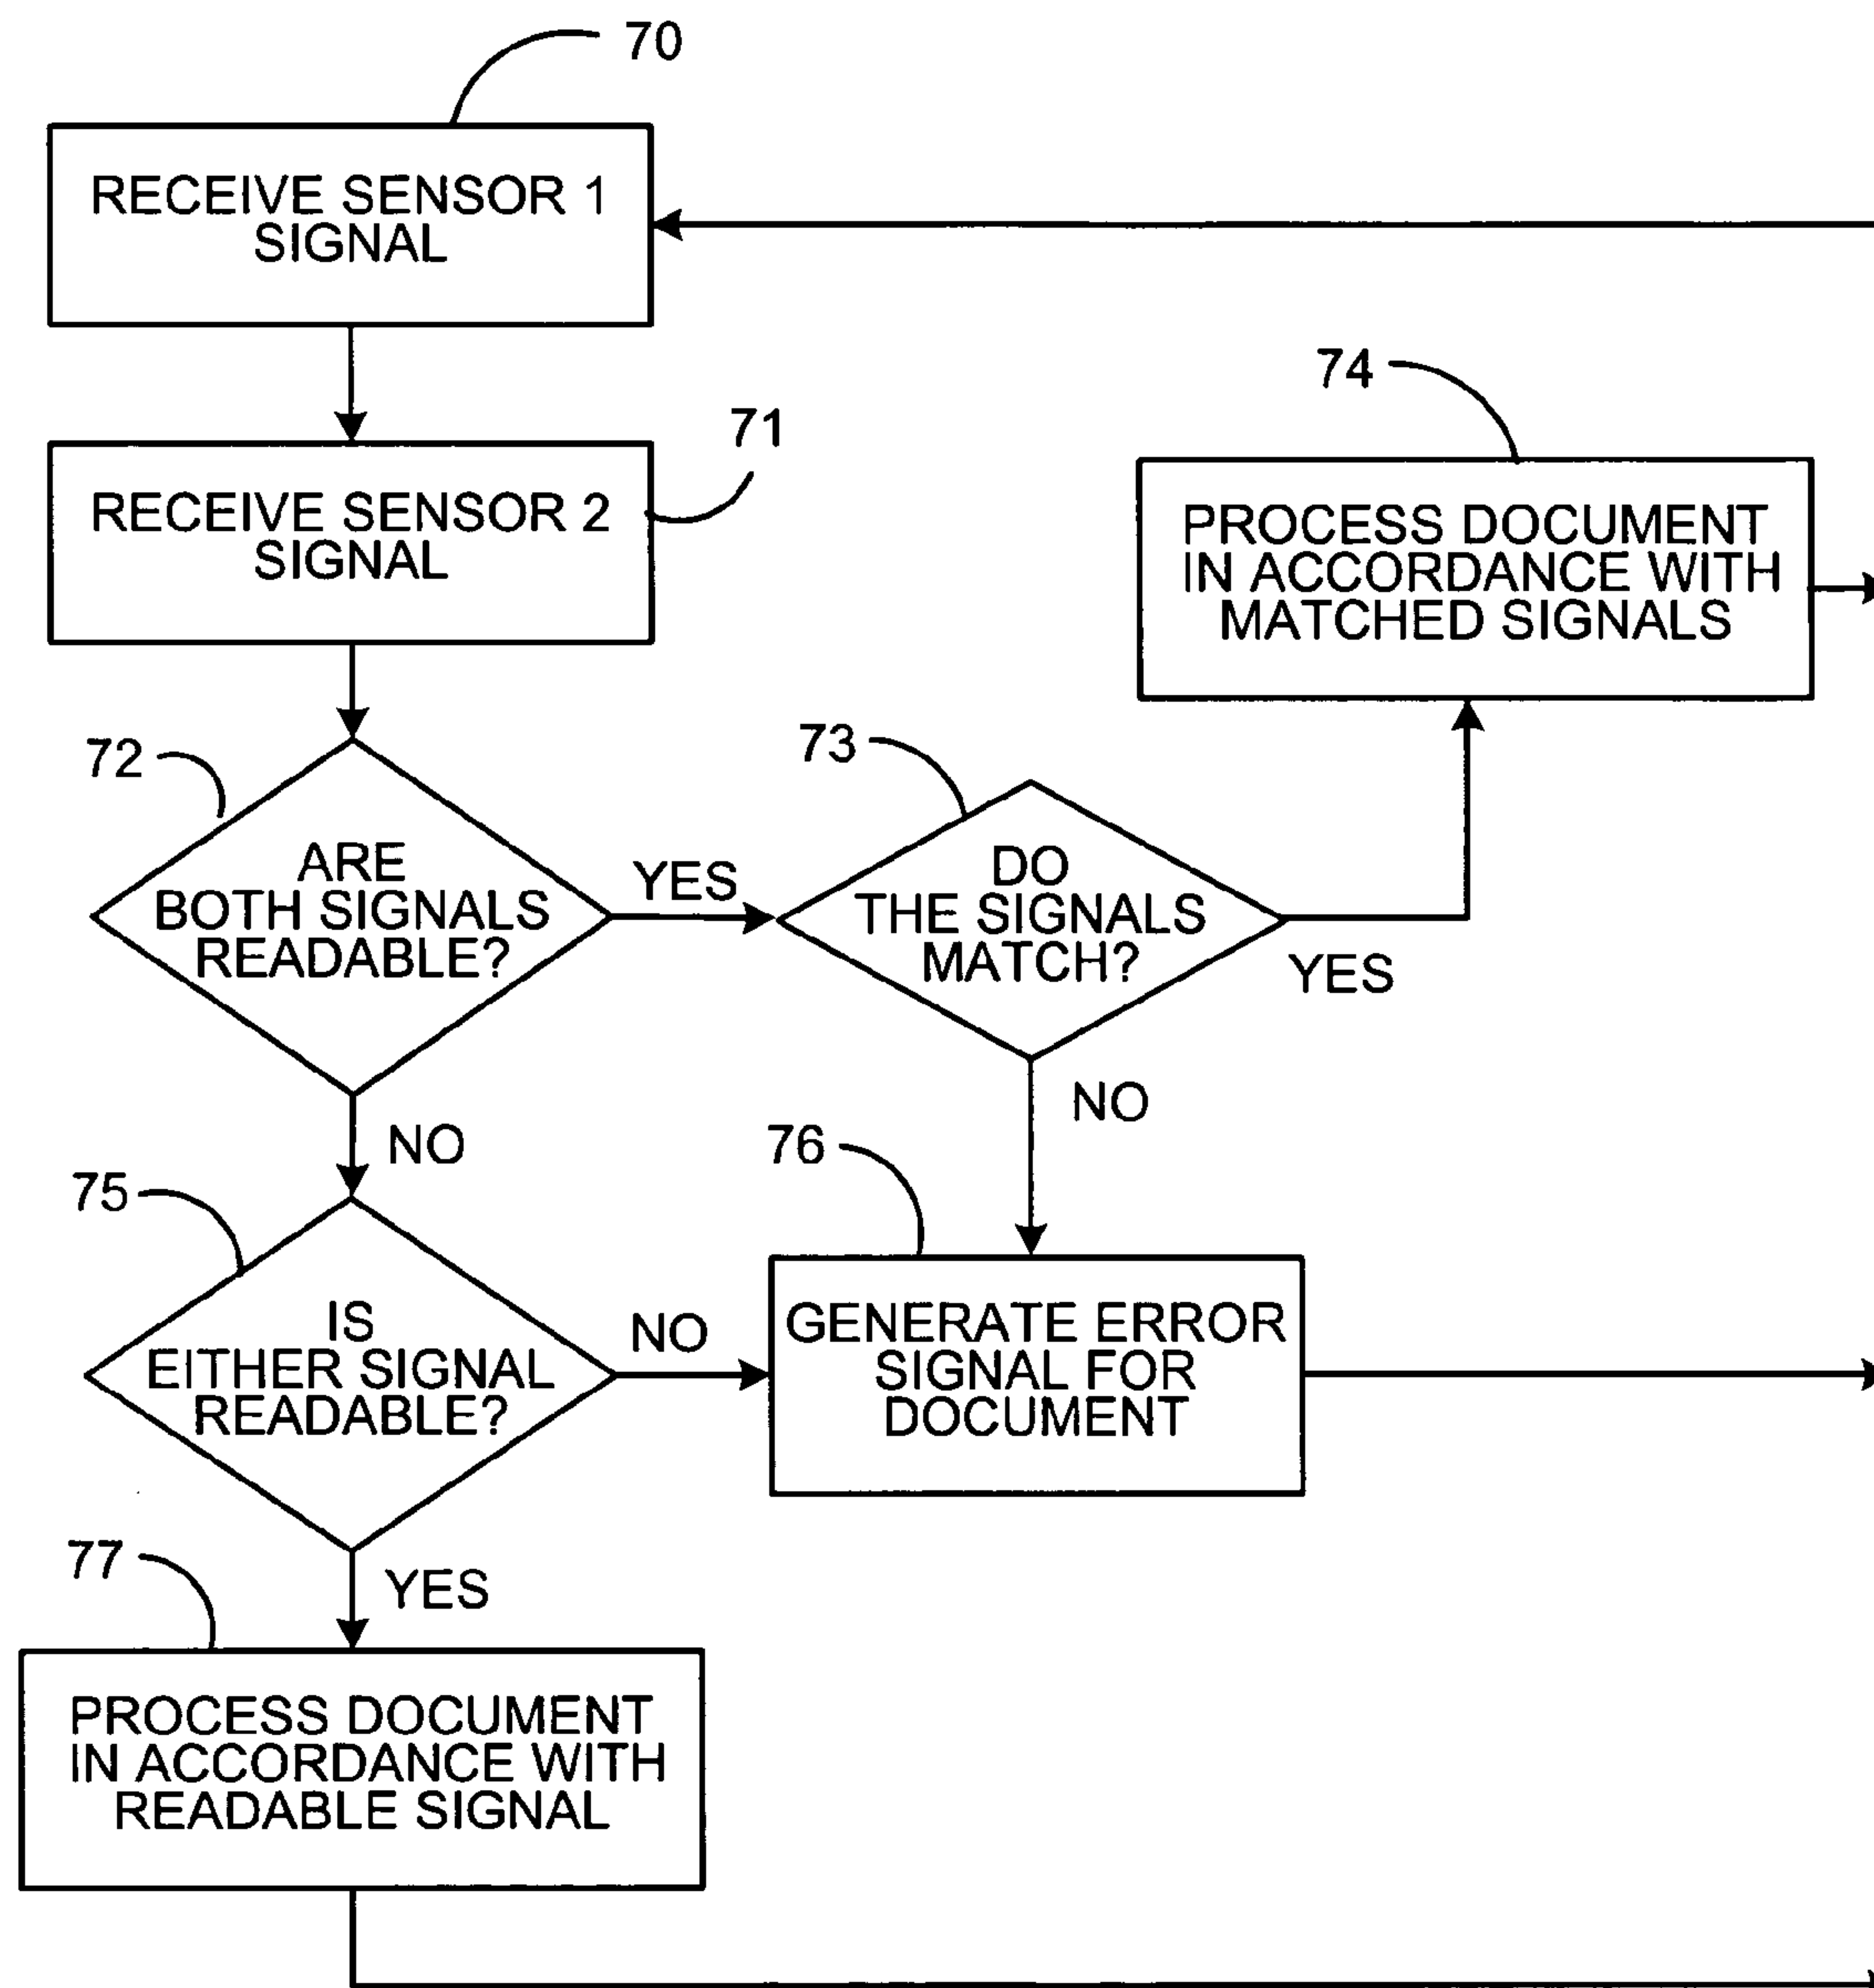 70
RECEIVE SENSOR 1
SIGNAL
71
RECEIVE SENSOR 2
SIGNAL
74
PROCESS DOCUMENT
IN ACCORDANCE WITH
MATCHED SIGNALS
72
ARE
BOTH SIGNALS
READABLE?
YES
73
DO
THE SIGNALS
MATCH?
YES
NO
NO
75
IS
EITHER SIGNAL
READABLE?
NO
76
GENERATE ERROR
SIGNAL FOR
DOCUMENT
YES
77
PROCESS DOCUMENT
IN ACCORDANCE WITH
READABLE SIGNAL